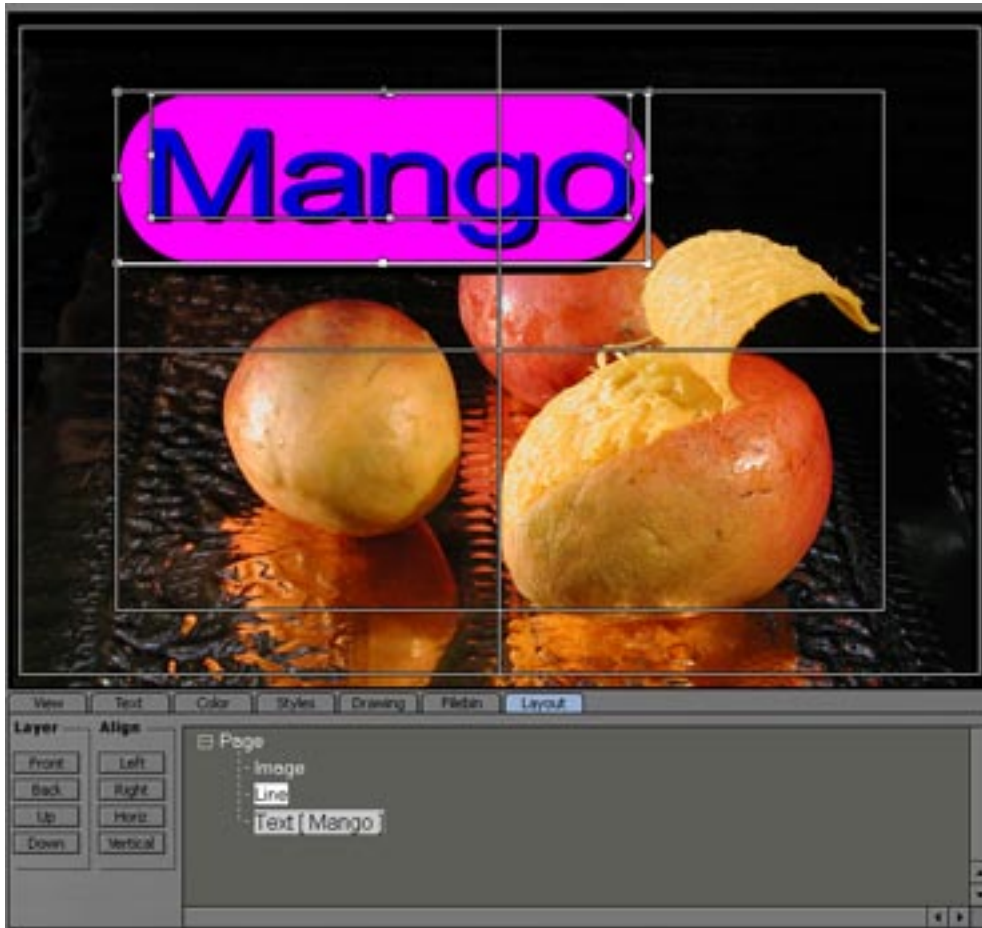 Mango
View Text Color Styles Drawing Filebin Layout
Layer Align
Front Left
Back Right
Up Horiz
Down Vertical
Page
Image
Line
Text [ Mango ]